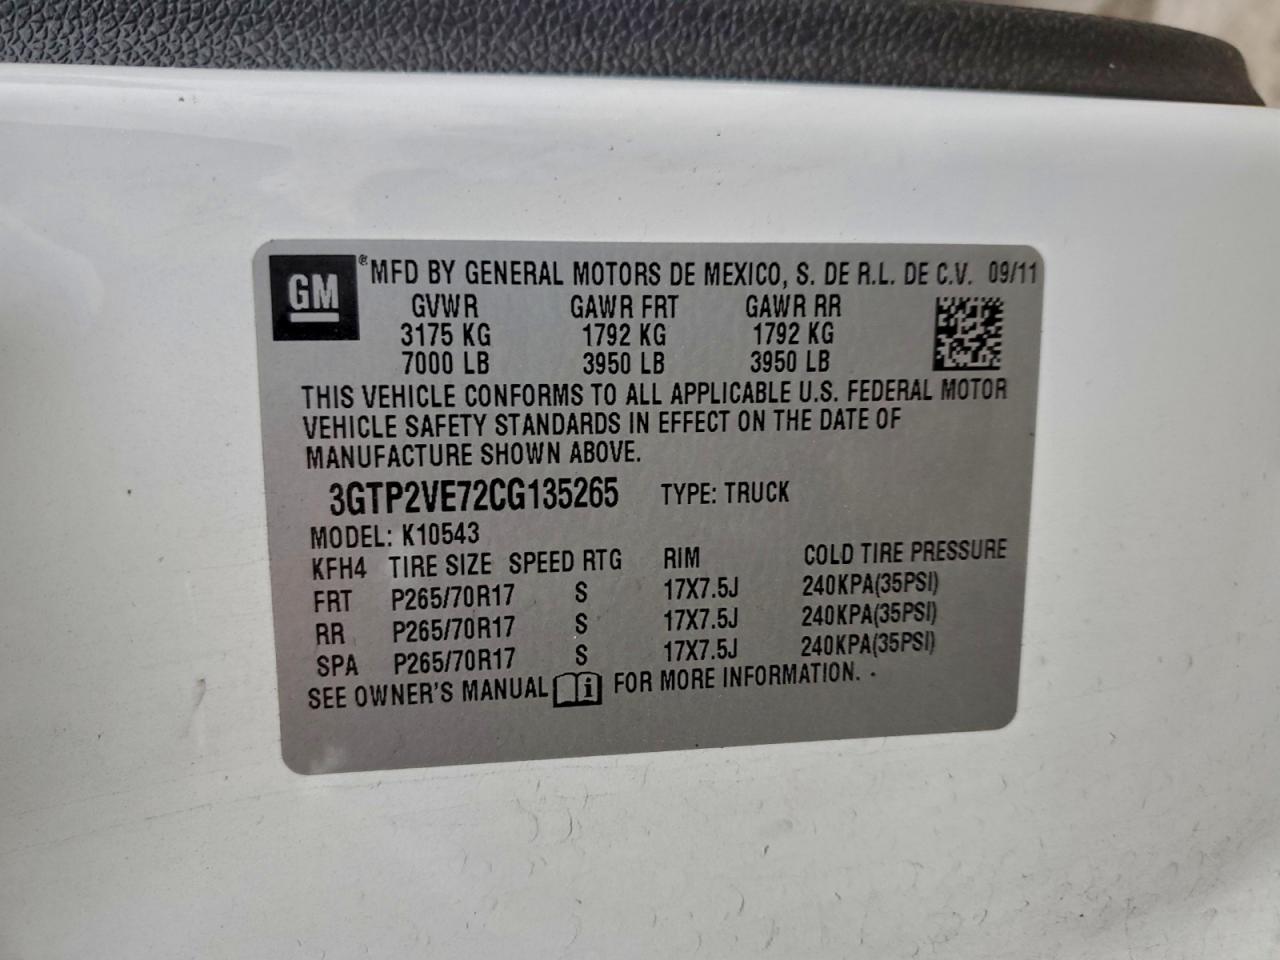 GM ® MFD BY GENERAL MOTORS DE MEXICO, S. DE R.L. DE C.V. 09/11
GVWR GAWR FRT GAWR RR
3175 KG 1792 KG 1792 KG
7000 LB 3950 LB 3950 LB
THIS VEHICLE CONFORMS TO ALL APPLICABLE U.S. FEDERAL MOTOR
VEHICLE SAFETY STANDARDS IN EFFECT ON THE DATE OF
MANUFACTURE SHOWN ABOVE.
3GTP2VE72CG135265 TYPE: TRUCK
MODEL: K10543
KFH4 TIRE SIZE SPEED RTG RIM COLD TIRE PRESSURE
FRT P265/70R17 S 17X7.5J 240KPA(35PSI)
RR P265/70R17 S 17X7.5J 240KPA(35PSI)
SPA P265/70R17 S 17X7.5J 240KPA(35PSI)
SEE OWNER'S MANUAL i FOR MORE INFORMATION.